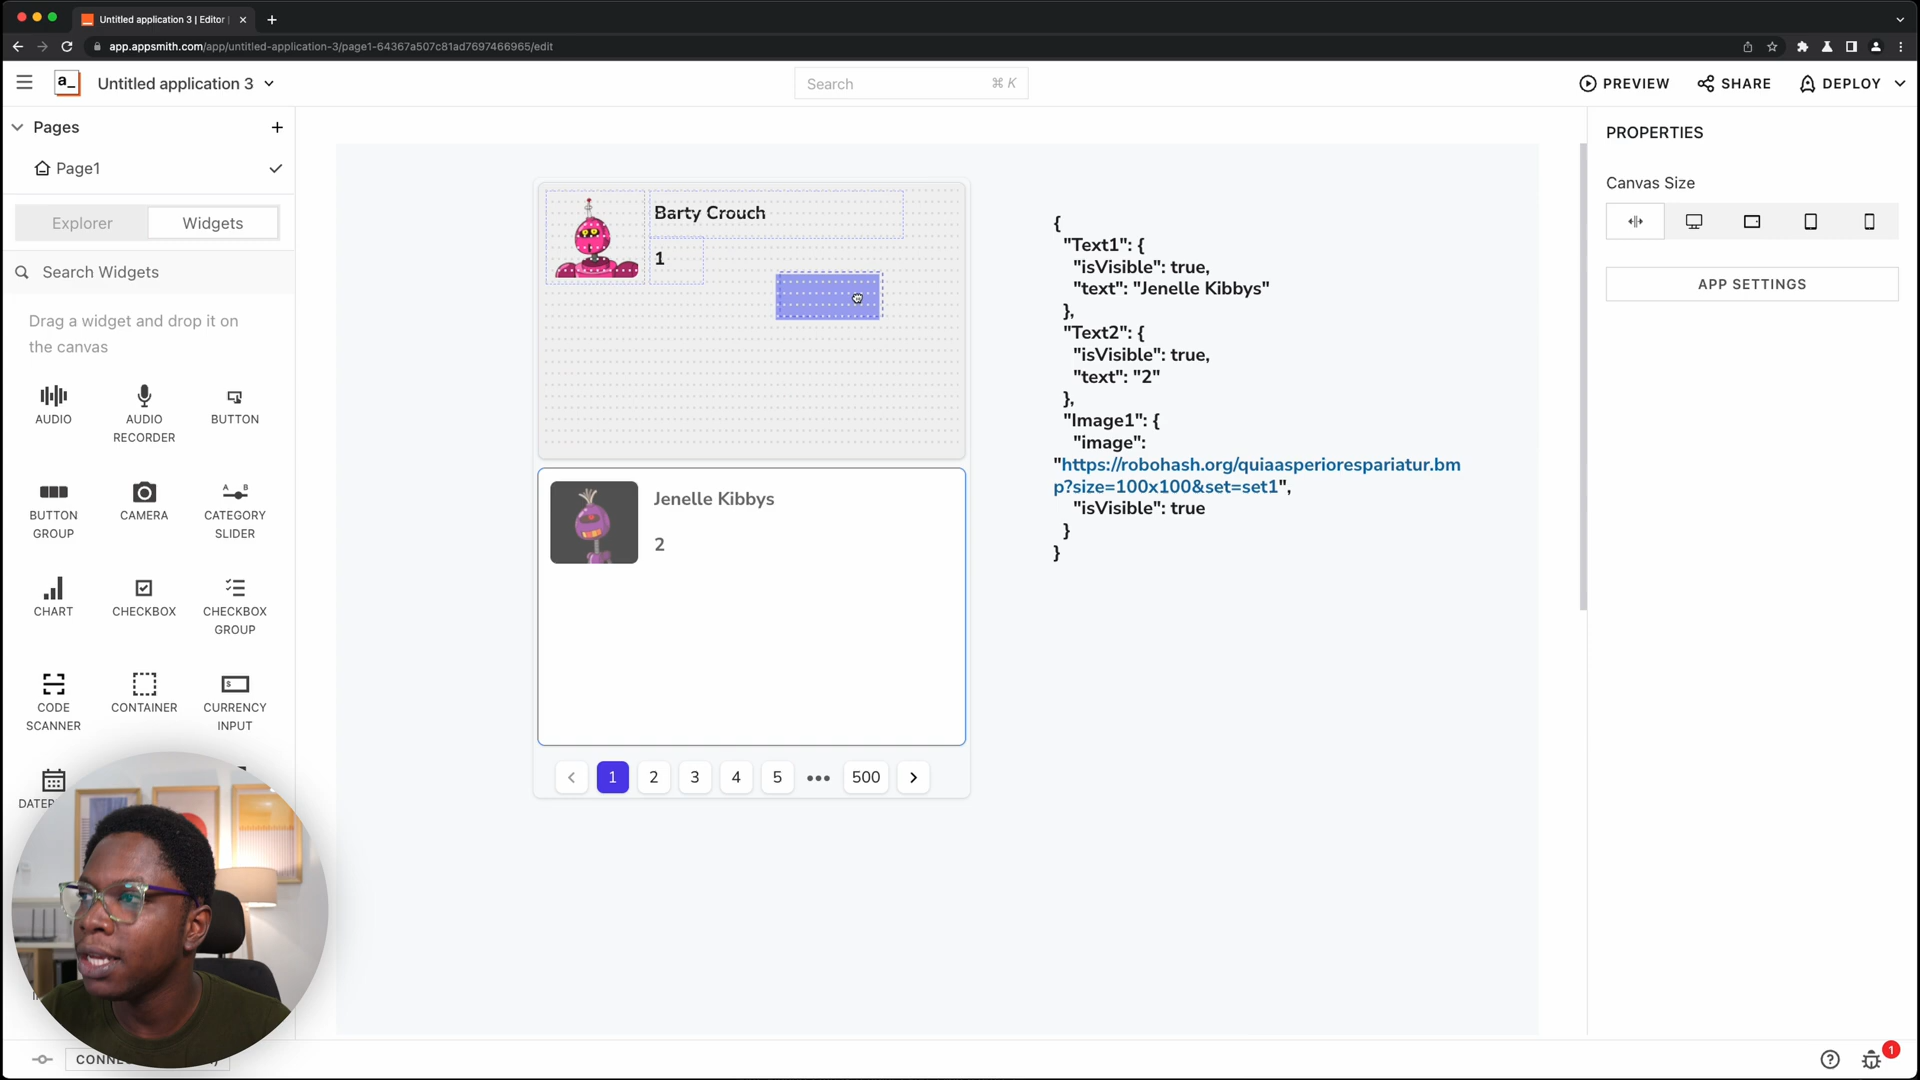 Untitled application 3 | Editor |
app.appsmith.com/app/untitled-application-3/page1-64367a507c81ad7697466965/edit
a_
Untitled application 3
Search
⌘ K
PREVIEW
SHARE
DEPLOY
Pages
Page1
Explorer
Widgets
Search Widgets
Drag a widget and drop it on
the canvas
AUDIO
AUDIO
RECORDER
BUTTON
BUTTON
GROUP
CAMERA
CATEGORY
SLIDER
CHART
CHECKBOX
CHECKBOX
GROUP
CODE
SCANNER
CONTAINER
CURRENCY
INPUT
Barty Crouch
1
Jenelle Kibbys
2
1
2
3
4
5
•••
500
{
"Text1": {
"isVisible": true,
"text": "Jenelle Kibbys"
},
"Text2": {
"isVisible": true,
"text": "2"
},
"Image1": {
"image":
"https://robohash.org/quiaasperiorespariatur.bm
p?size=100x100&set=set1",
"isVisible": true
}
}
PROPERTIES
Canvas Size
APP SETTINGS
1